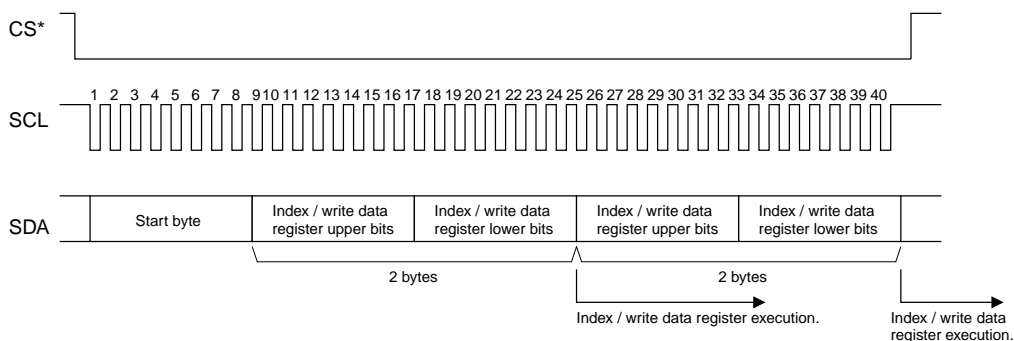 CS*
1 2 3 4 5 6 7 8 9 10 11 12 13 14 15 16 17 18 19 20 21 22 23 24 25 26 27 28 29 30 31 32 33 34 35 36 37 38 39 40
SCL
SDA
Start byte
Index / write data
register upper bits
Index / write data
register lower bits
Index / write data
register upper bits
Index / write data
register lower bits
2 bytes
2 bytes
Index / write data register execution.
Index / write data
register execution.